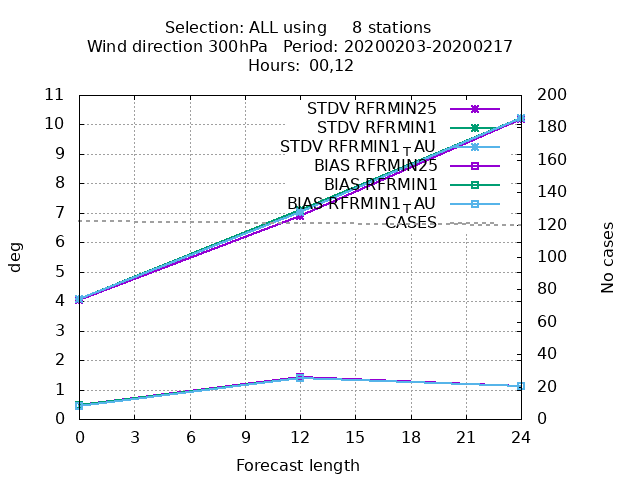 Selection: ALL using 8 stations
Wind direction 300hPa Period: 20200203-20200217
Hours: 00,12
11
10
9
8
7
6
5
4
3
2
1
0
deg
STDV RFRMIN25
STDV RFRMIN1
STDV RFRMIN1┬AU
BIAS RFRMIN25
BIAS RFRMIN1
BIAS RFRMIN1┬AU
CASES
200
180
160
140
120
100
80
60
40
20
0
No cases
0 3 6 9 12 15 18 21 24
Forecast length